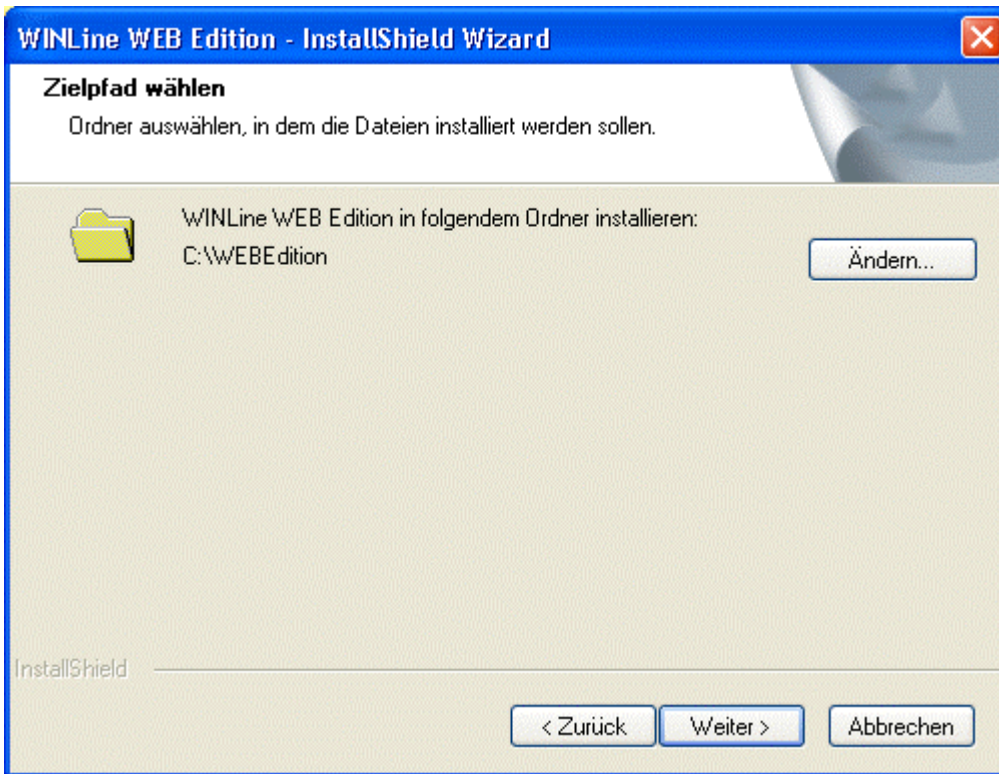 WINLine WEB Edition - InstallShield Wizard
Zielpfad wählen
Ordner auswählen, in dem die Dateien installiert werden sollen.
WINLine WEB Edition in folgendem Ordner installieren:
C:\WEBEdition
Ändern...
InstallShield
< Zurück
Weiter >
Abbrechen